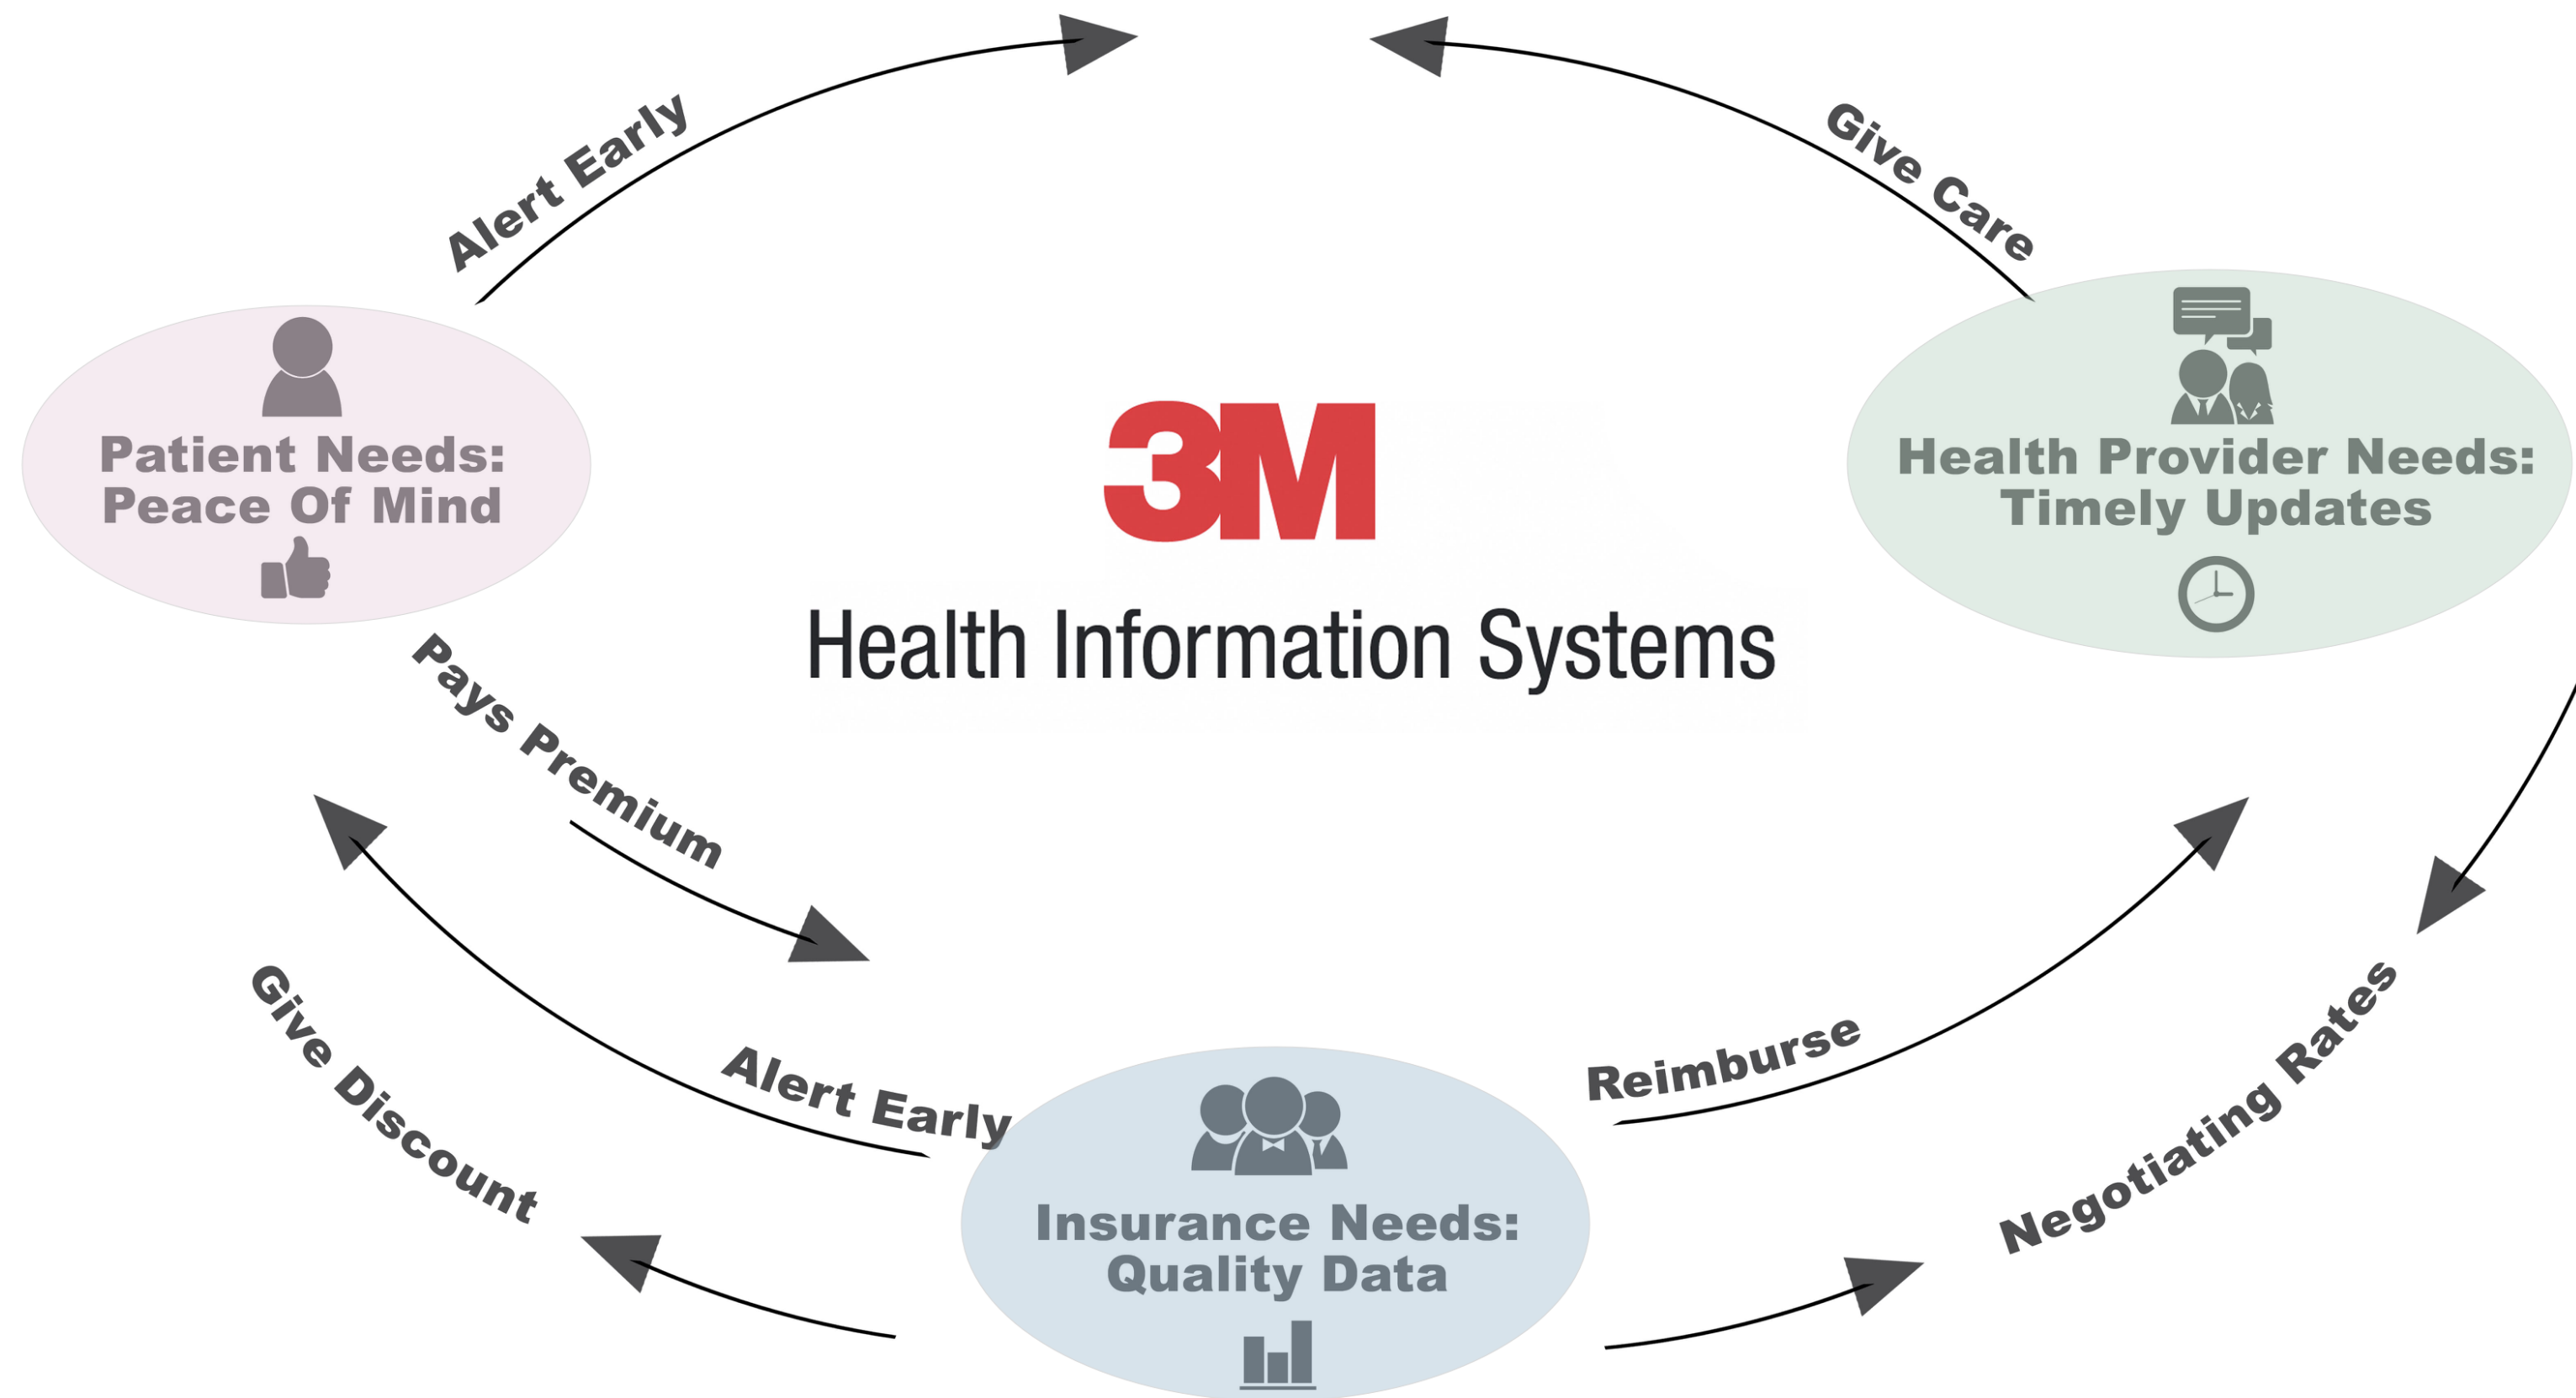 Alert Early
Give Care
Patient Needs:
Peace Of Mind
3M
Health Information Systems
Health Provider Needs:
Timely Updates
Pays Premium
Give Discount
Alert Early
Reimburse
Negotiating Rates
Insurance Needs:
Quality Data